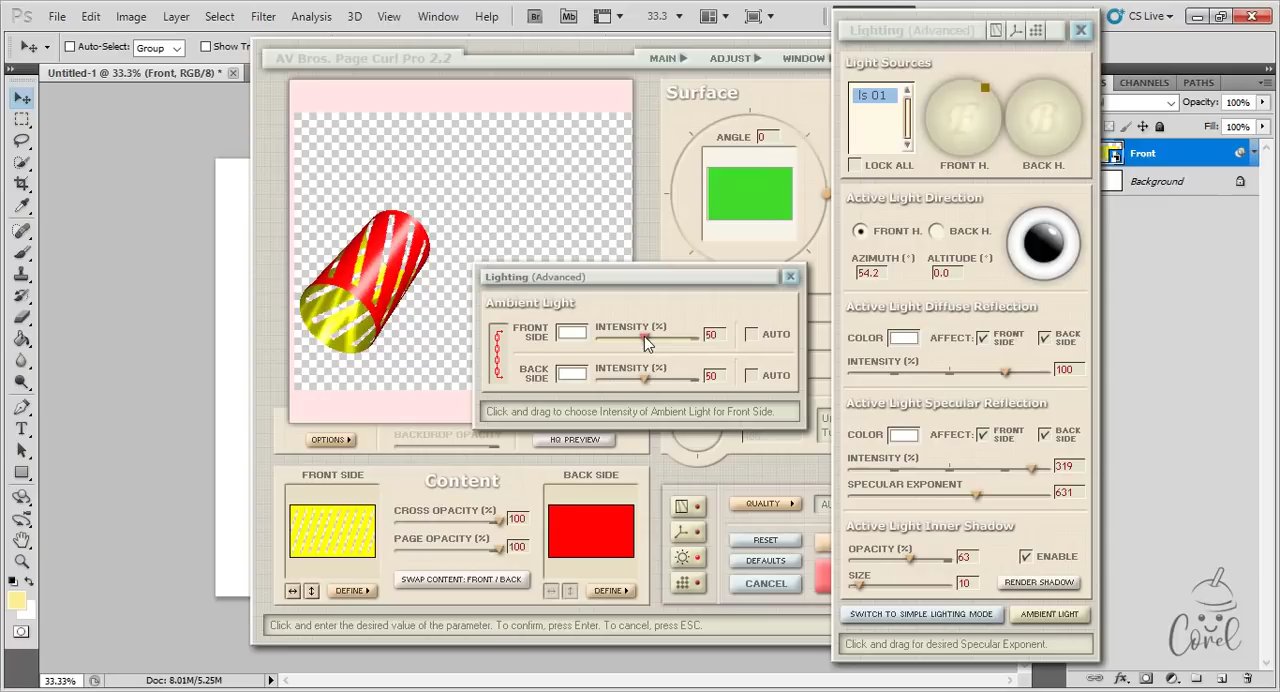 Ps File Edit Image Layer Select Filter Analysis 3D View Window Help Br Mb 33.3 CS Live
Auto-Select: Group Show Tr
Untitled-1 @ 33.3% (Front, RGB/8) *
AV Bros. Page Curl Pro 2.2
MAIN ADJUST WINDOW
Surface
ANGLE 0
Lighting (Advanced)
Ambient Light
FRONT SIDE INTENSITY (%) 50 AUTO
BACK SIDE INTENSITY (%) 50 AUTO
Click and drag to choose Intensity of Ambient Light for Front Side.
OPTIONS BACKDROP OPACITY HQ PREVIEW
FRONT SIDE Content BACK SIDE
CROSS OPACITY (%) 100
PAGE OPACITY (%) 100
SWAP CONTENT: FRONT / BACK
DEFINE DEFINE
QUALITY
RESET
DEFAULTS
CANCEL
Click and enter the desired value of the parameter. To confirm, press Enter. To cancel, press ESC.
33.33% Doc: 8.01M/5.25M
Lighting (Advanced)
Light Sources
ls 01
F B
LOCK ALL FRONT H. BACK H.
Active Light Direction
FRONT H. BACK H.
AZIMUTH (°) ALTITUDE (°)
54.2 0.0
Active Light Diffuse Reflection
COLOR AFFECT: FRONT SIDE BACK SIDE
INTENSITY (%) 100
Active Light Specular Reflection
COLOR AFFECT: FRONT SIDE BACK SIDE
INTENSITY (%) 319
SPECULAR EXPONENT 631
Active Light Inner Shadow
OPACITY (%) 63 ENABLE
SIZE 10 RENDER SHADOW
SWITCH TO SIMPLE LIGHTING MODE AMBIENT LIGHT
Click and drag for desired Specular Exponent.
CHANNELS PATHS
Opacity: 100%
Fill: 100%
Front
Background
Corel